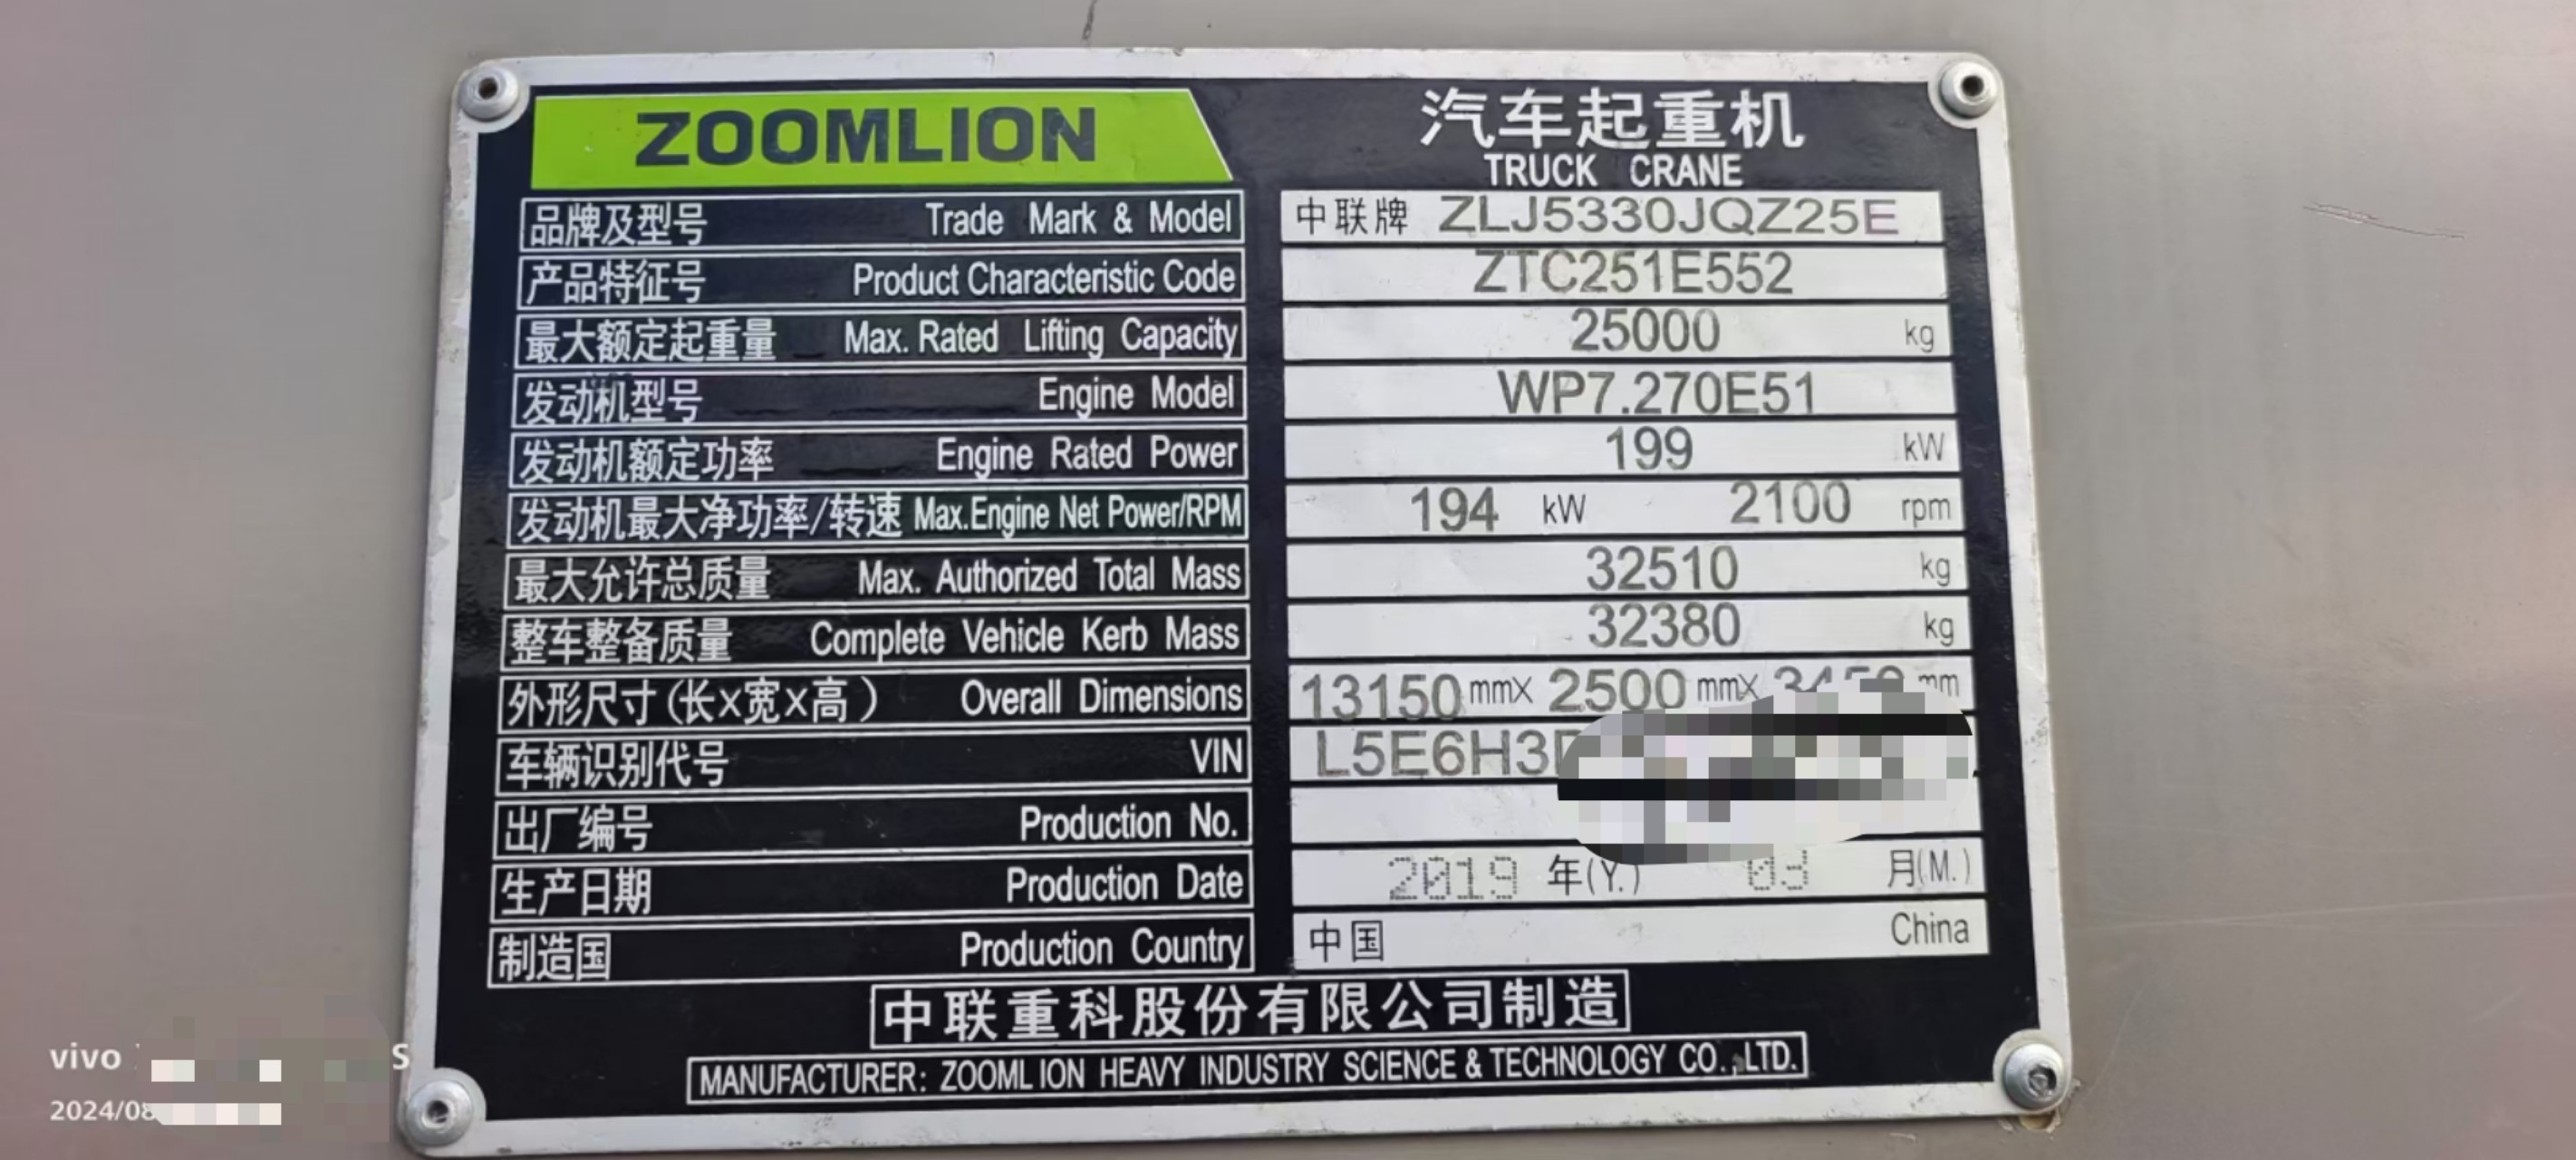 ZOOMLION
汽车起重机
TRUCK CRANE
品牌及型号 Trade Mark & Model 中联牌 ZLJ5330JQZ25E
产品特征号 Product Characteristic Code ZTC251E552
最大额定起重量 Max. Rated Lifting Capacity 25000 kg
发动机型号 Engine Model WP7.270E51
发动机额定功率 Engine Rated Power 199 kW
发动机最大净功率/转速 Max.Engine Net Power/RPM 194 kW 2100 rpm
最大允许总质量 Max. Authorized Total Mass 32510 kg
整车整备质量 Complete Vehicle Kerb Mass 32380 kg
外形尺寸(长X宽X高) Overall Dimensions 13150 mmX 2500 mmX mm
车辆识别代号 VIN L5E6H3
出厂编号 Production No.
生产日期 Production Date 2019 年(Y.) 03 月(M.)
制造国 Production Country 中国 China
中联重科股份有限公司制造
MANUFACTURER: ZOOMLION HEAVY INDUSTRY SCIENCE & TECHNOLOGY CO.,LTD.
vivo S
2024/08